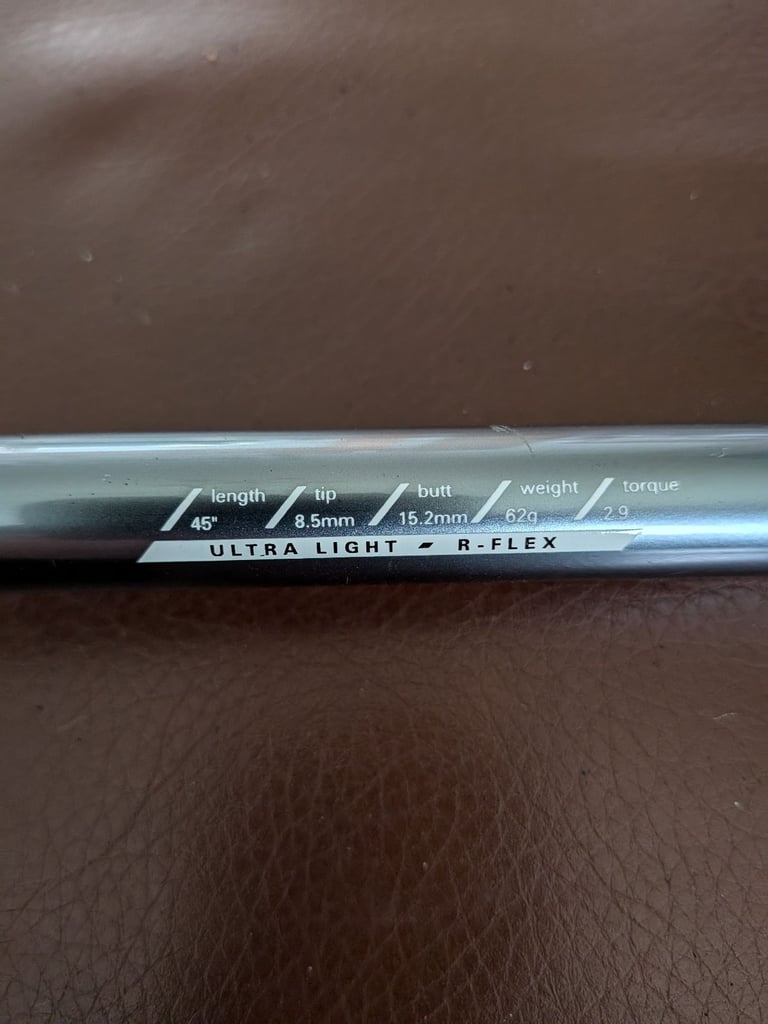 length tip butt weight torque
45" 8.5mm 15.2mm 62g 2.9
ULTRA LIGHT - R-FLEX